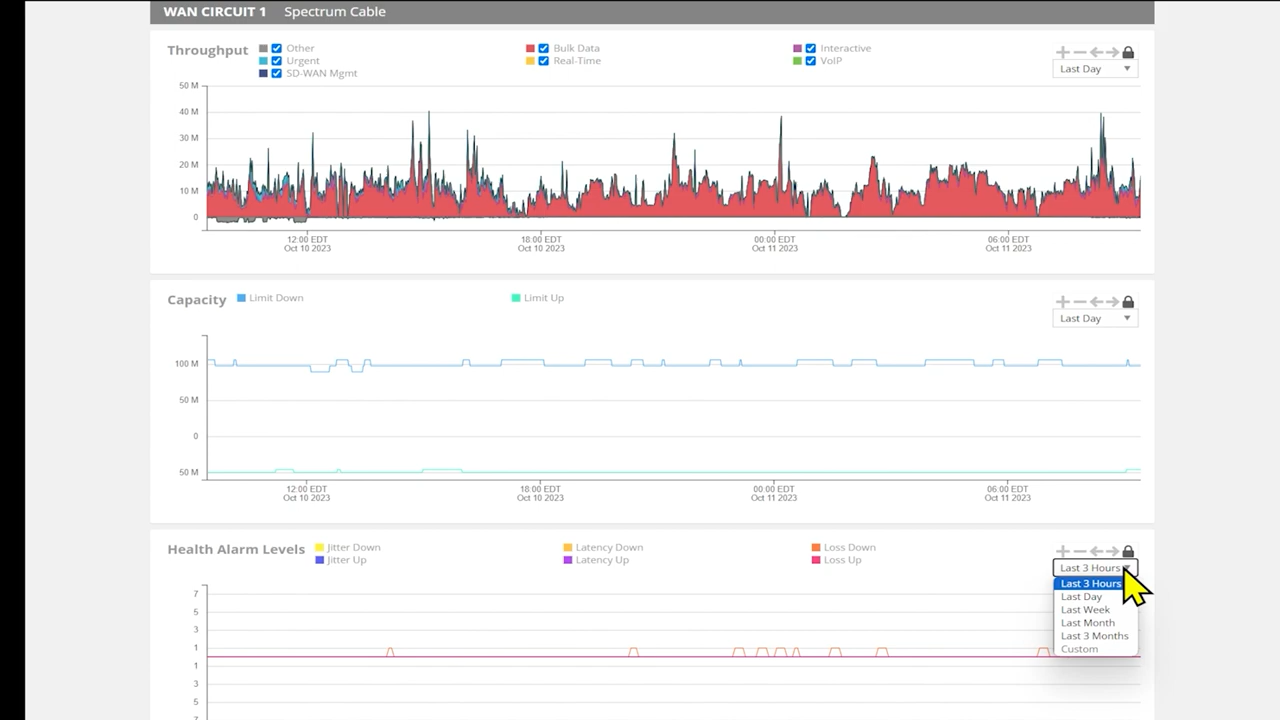 WAN CIRCUIT 1 Spectrum Cable
Throughput
Other
Urgent
SD-WAN Mgmt
Bulk Data
Real-Time
Interactive
VoIP
Last Day
50 M
40 M
30 M
20 M
10 M
0
12:00 EDT
Oct 10 2023
18:00 EDT
Oct 10 2023
00:00 EDT
Oct 11 2023
06:00 EDT
Oct 11 2023
Capacity
Limit Down
Limit Up
Last Day
100 M
50 M
0
50 M
12:00 EDT
Oct 10 2023
18:00 EDT
Oct 10 2023
00:00 EDT
Oct 11 2023
06:00 EDT
Oct 11 2023
Health Alarm Levels
Jitter Down
Jitter Up
Latency Down
Latency Up
Loss Down
Loss Up
Last 3 Hours
Last 3 Hours
Last Day
Last Week
Last Month
Last 3 Months
Custom
7
5
3
1
1
3
5
7